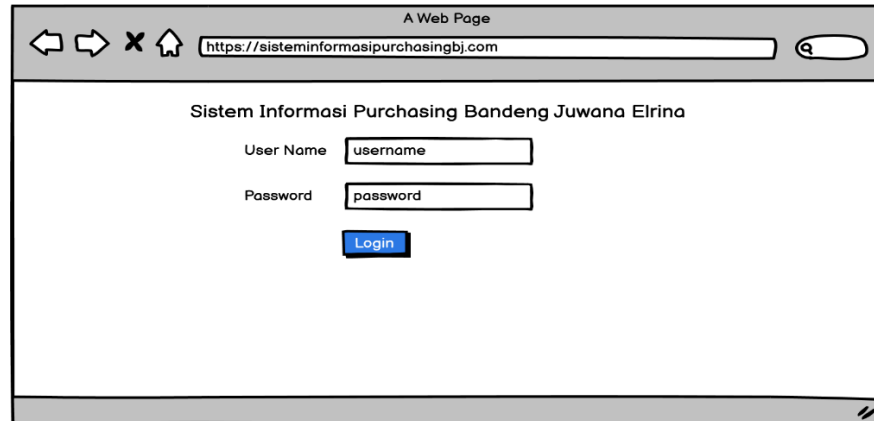 A Web Page
https://sisteminformasipurchasingbj.com
Sistem Informasi Purchasing Bandeng Juwana Elrina
User Name username
Password password
Login